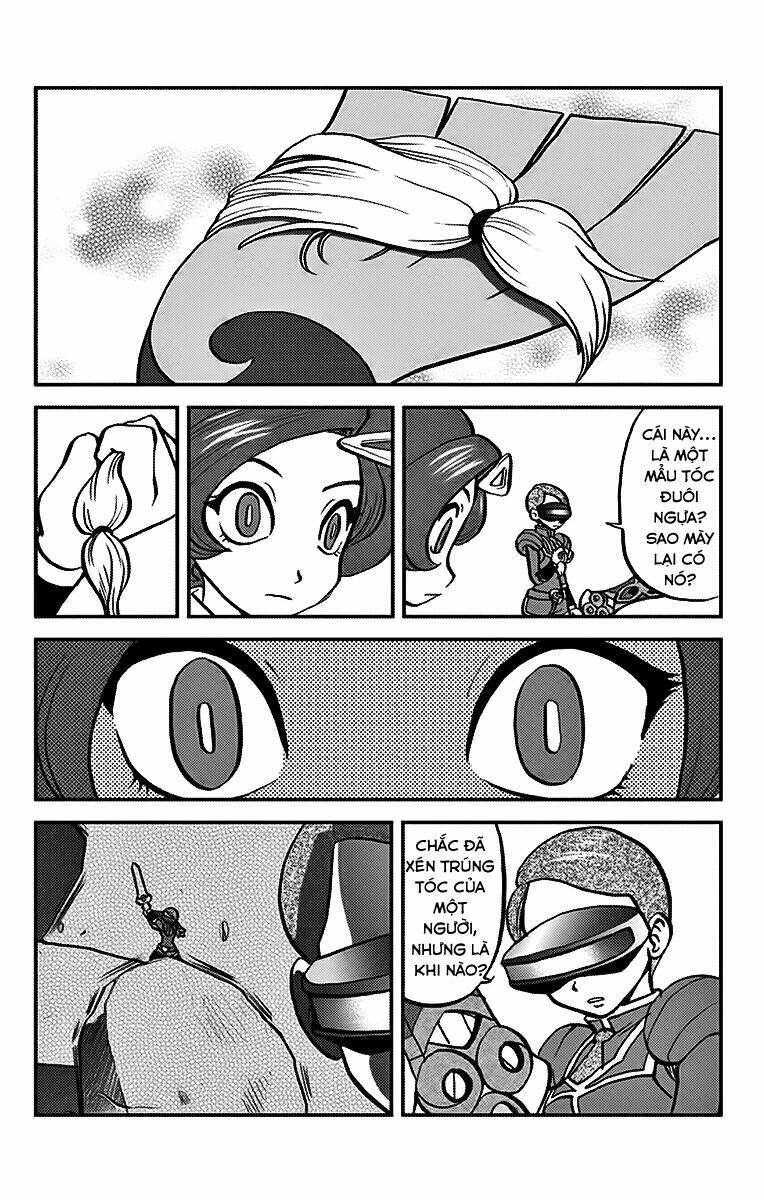 CÁI NÀY...
LÀ MỘT
MẨU TÓC
ĐUÔI
NGỰA?
SAO MÀY
LẠI CÓ
NÓ?
CHẮC ĐÃ
XÉN TRÚNG
TÓC CỦA
MỘT
NGƯỜI,
NHƯNG LÀ
KHI NÀO?